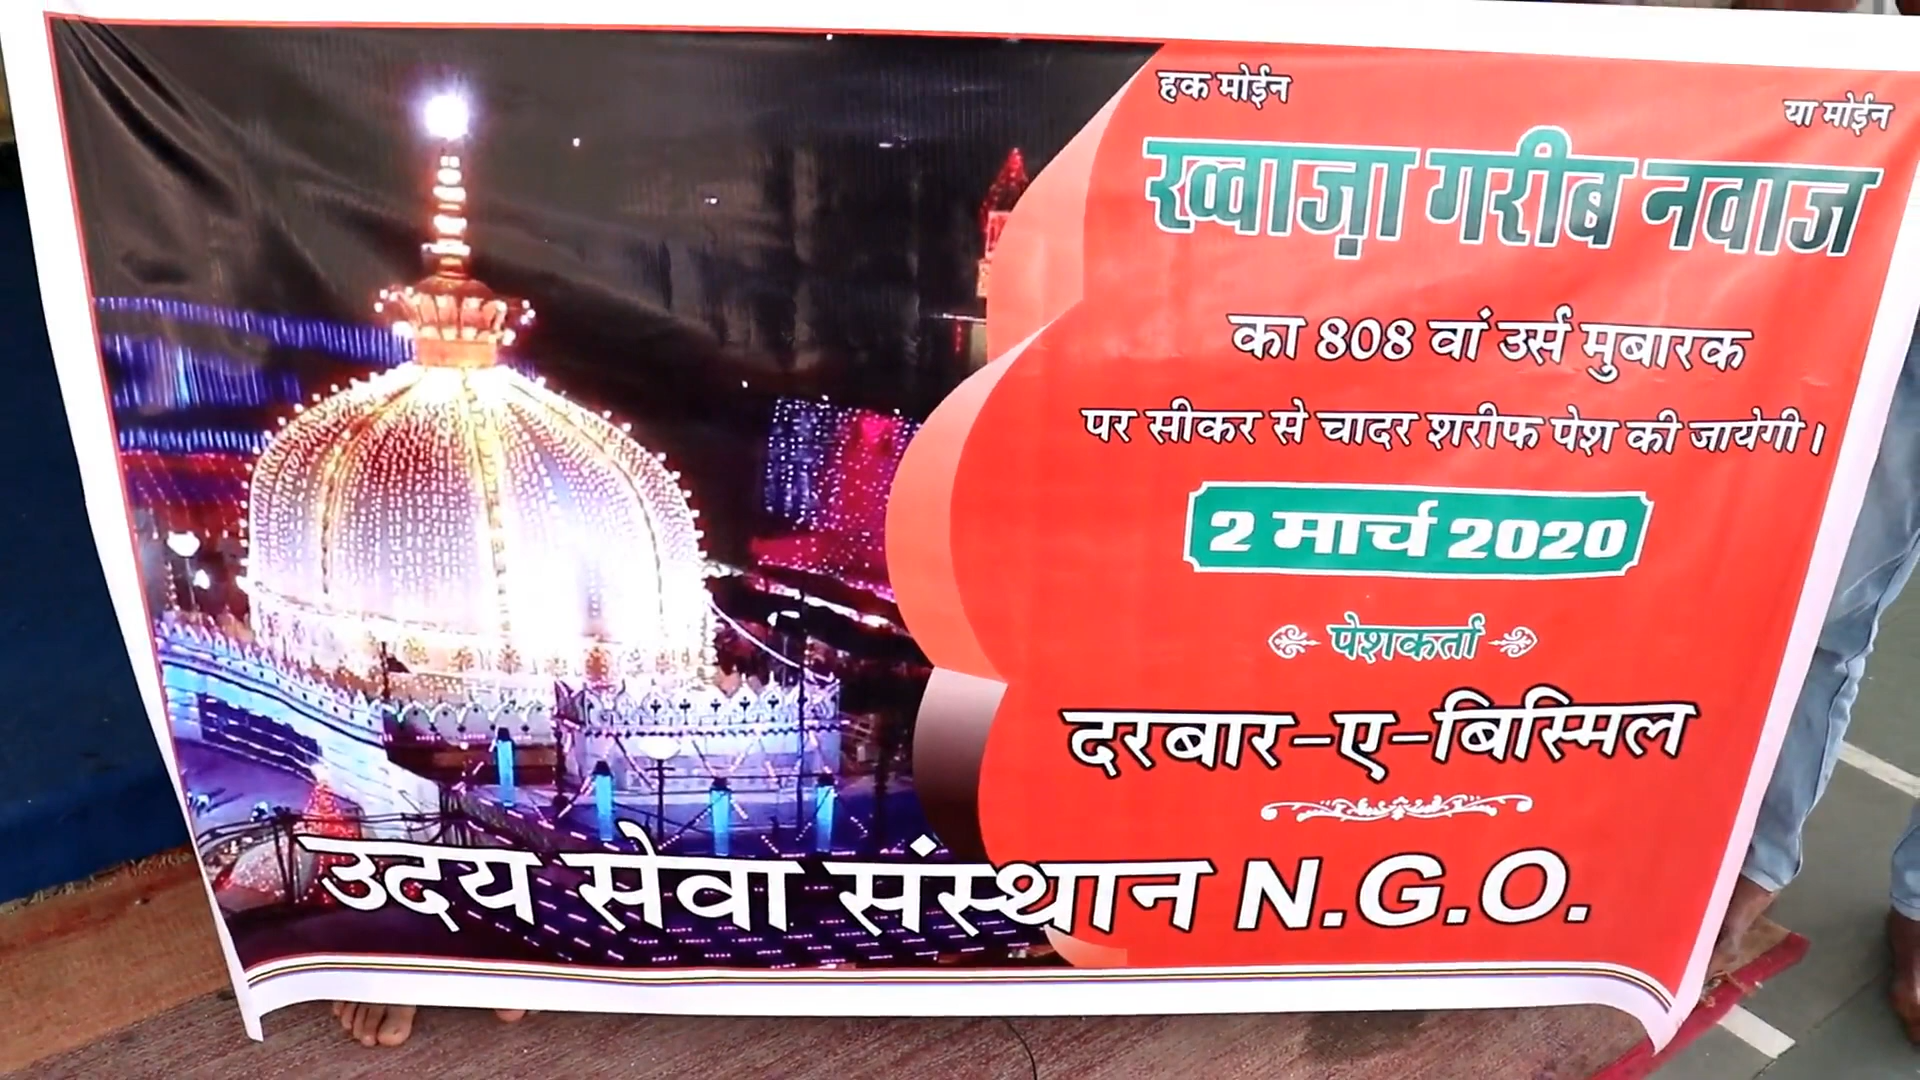 हक मोईन
या मोईन
ख्वाज़ा गरीब नवाज
का 808 वां उर्स मुबारक
पर सीकर से चादर शरीफ पेश की जायेगी।
2 मार्च 2020
पेशकर्ता
दरबार-ए-बिस्मिल
उदय सेवा संस्थान N.G.O.